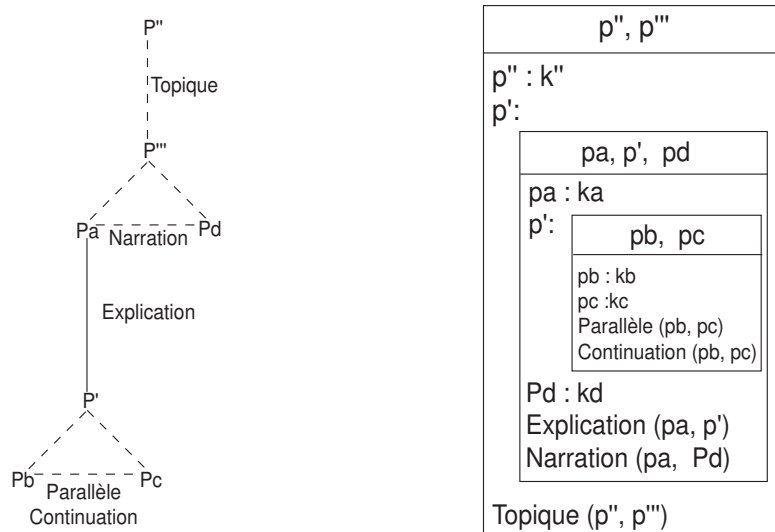 P''
Topique
P'''
Pa Narration Pd
Explication
P'
Pb Parallèle Pc
Continuation
p'', p'''
p'' : k''
p':
pa, p', pd
pa : ka
p':
pb, pc
pb : kb
pc :kc
Parallèle (pb, pc)
Continuation (pb, pc)
Pd : kd
Explication (pa, p')
Narration (pa, Pd)
Topique (p'', p''')